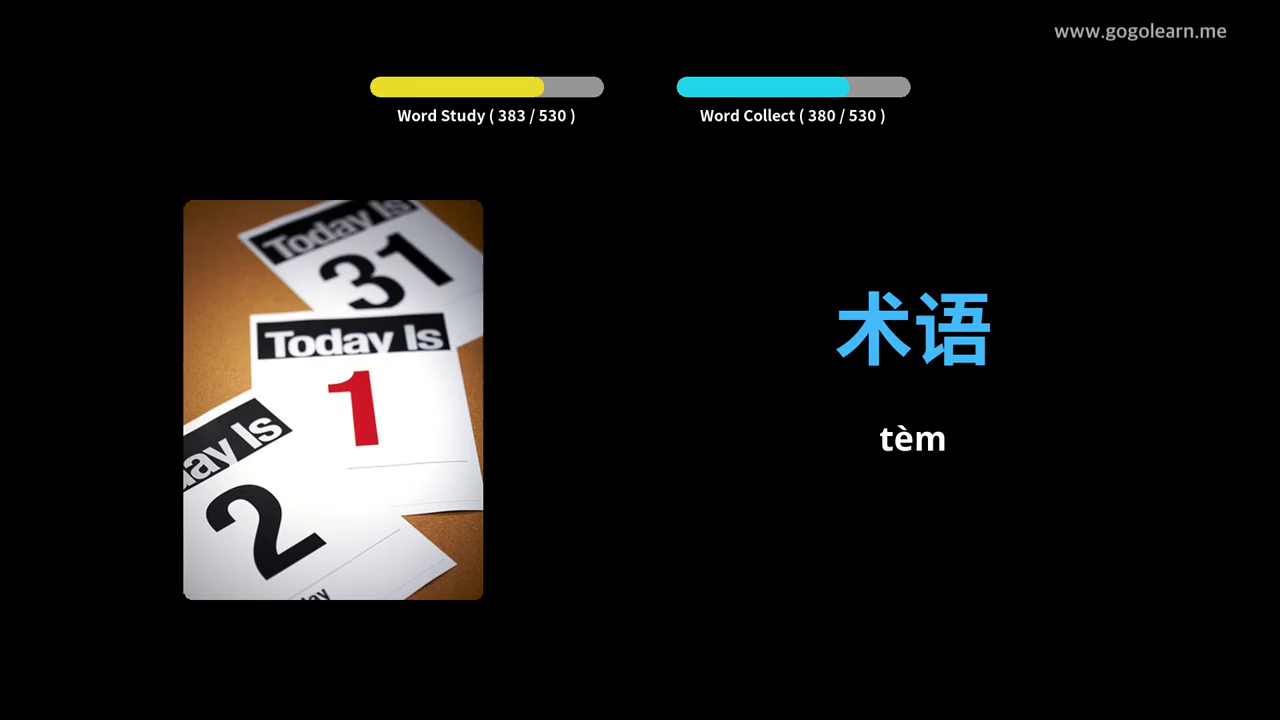 www.gogolearn.me
Word Study ( 383 / 530 )
Word Collect ( 380 / 530 )
Today Is
31
Today Is
1
ay Is
2
ay
术语
tèm